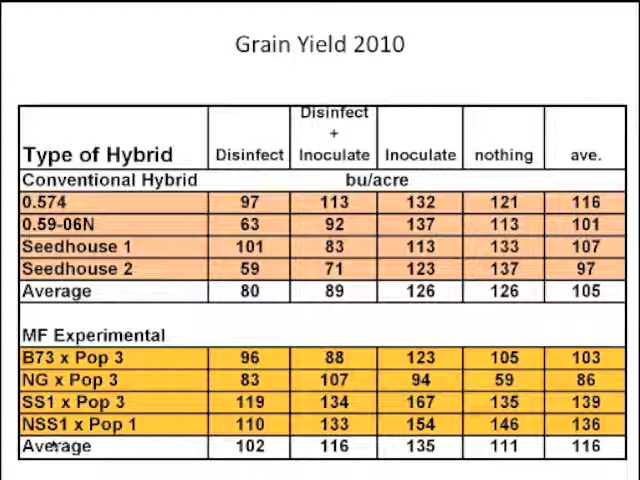 Grain Yield 2010
Type of Hybrid Disinfect Disinfect + Inoculate Inoculate nothing ave.
Conventional Hybrid bu/acre
0.574 97 113 132 121 116
0.59-06N 63 92 137 113 101
Seedhouse 1 101 83 113 133 107
Seedhouse 2 59 71 123 137 97
Average 80 89 126 126 105
MF Experimental
B73 x Pop 3 96 88 123 105 103
NG x Pop 3 83 107 94 59 86
SS1 x Pop 3 119 134 167 135 139
NSS1 x Pop 1 110 133 154 146 136
Average 102 116 135 111 116